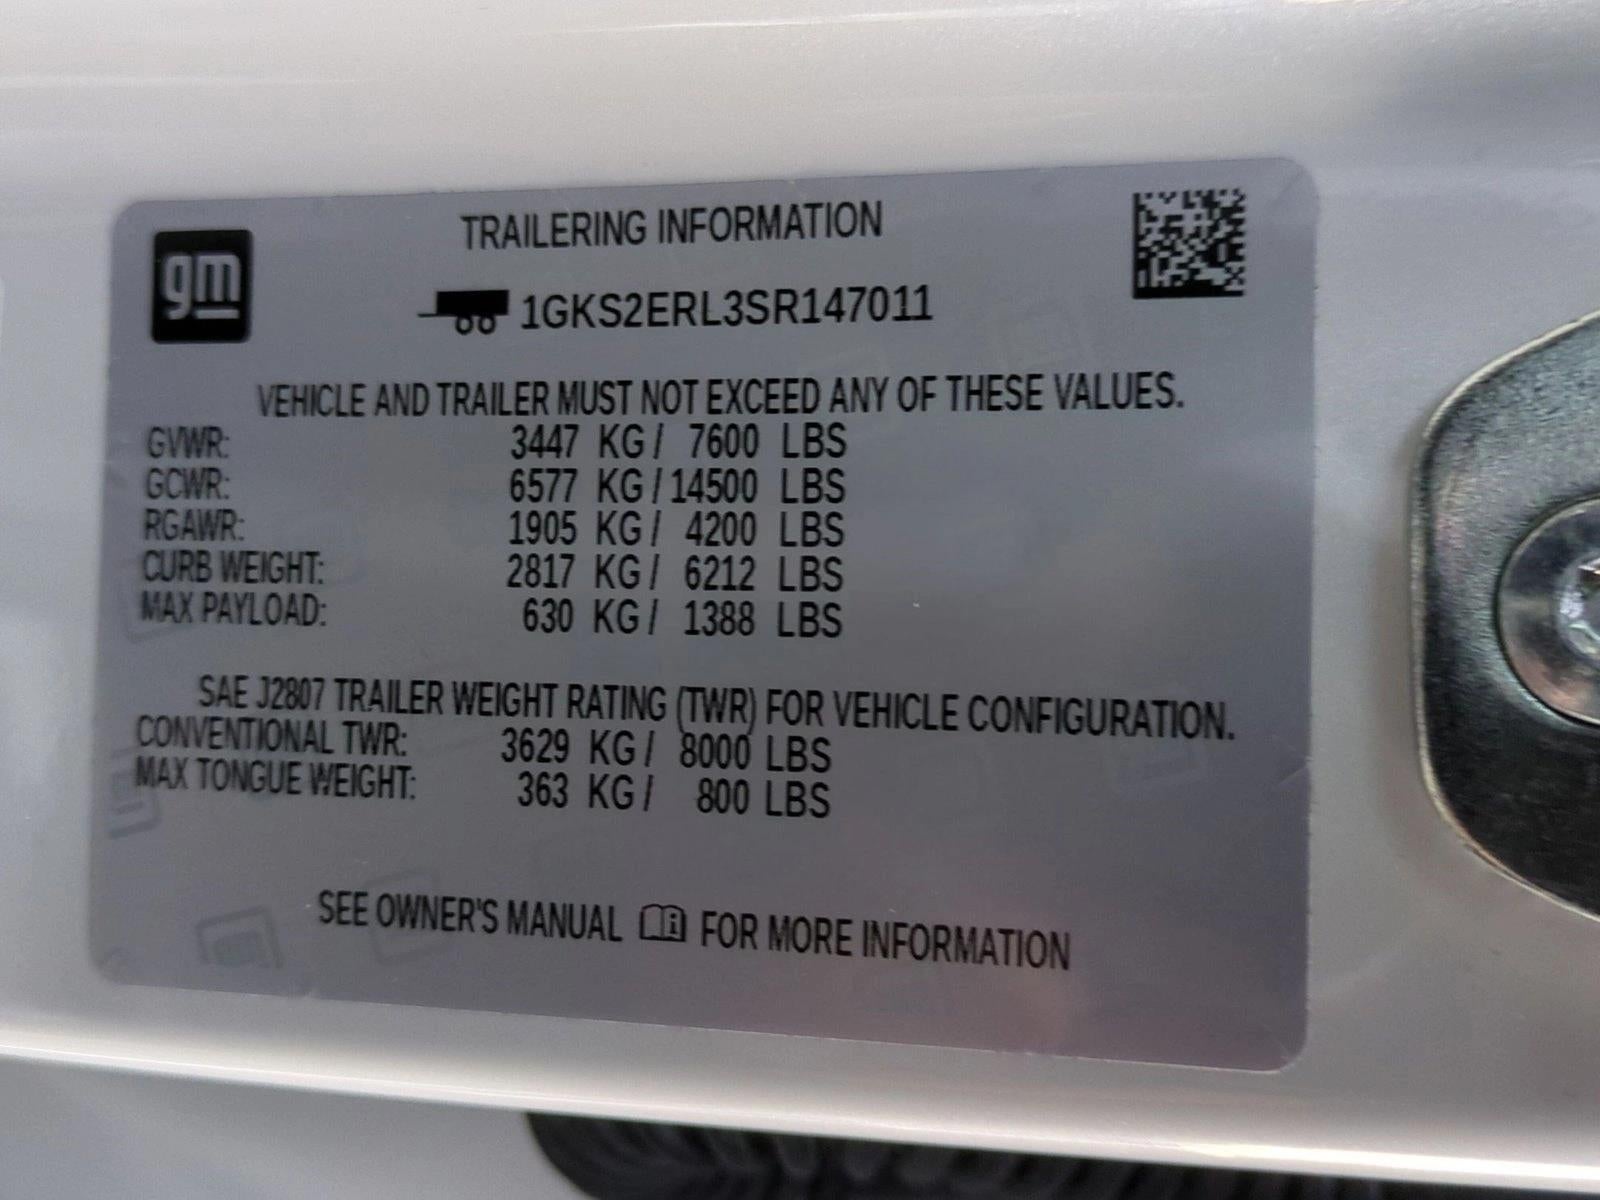 gm
TRAILERING INFORMATION
1GKS2ERL3SR147011
VEHICLE AND TRAILER MUST NOT EXCEED ANY OF THESE VALUES.
GVWR: 3447 KG / 7600 LBS
GCWR: 6577 KG / 14500 LBS
RGAWR: 1905 KG / 4200 LBS
CURB WEIGHT: 2817 KG / 6212 LBS
MAX PAYLOAD: 630 KG / 1388 LBS
SAE J2807 TRAILER WEIGHT RATING (TWR) FOR VEHICLE CONFIGURATION.
CONVENTIONAL TWR: 3629 KG / 8000 LBS
MAX TONGUE WEIGHT: 363 KG / 800 LBS
SEE OWNER'S MANUAL FOR MORE INFORMATION